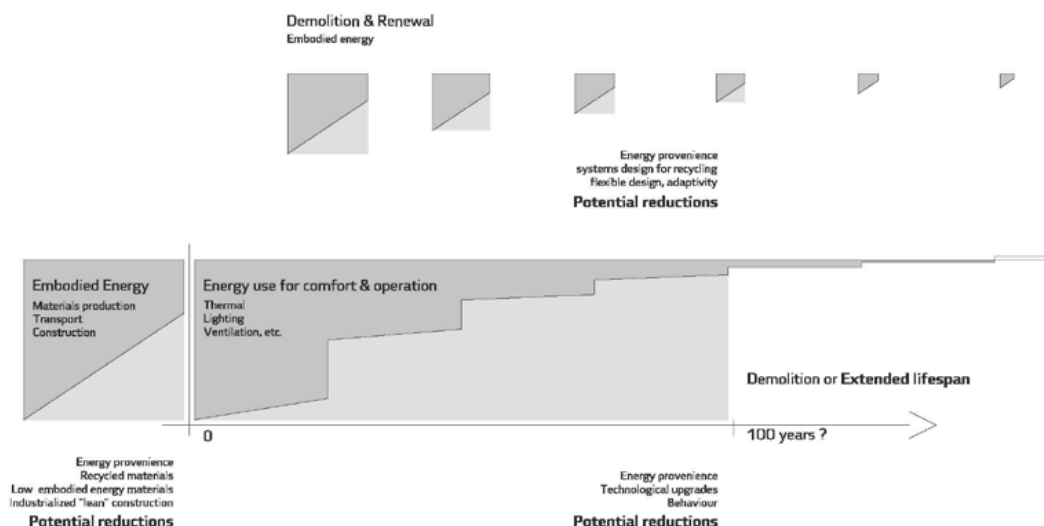 Demolition & Renewal
Embodied energy
Energy provenience
systems design for recycling
flexible design, adaptivity
Potential reductions
Embodied Energy
Materials production
Transport
Construction
Energy use for comfort & operation
Thermal
Lighting
Ventilation, etc.
Demolition or Extended lifespan
0
100 years ?
Energy provenience
Recycled materials
Low embodied energy materials
Industrialized "lean" construction
Potential reductions
Energy provenience
Technological upgrades
Behaviour
Potential reductions